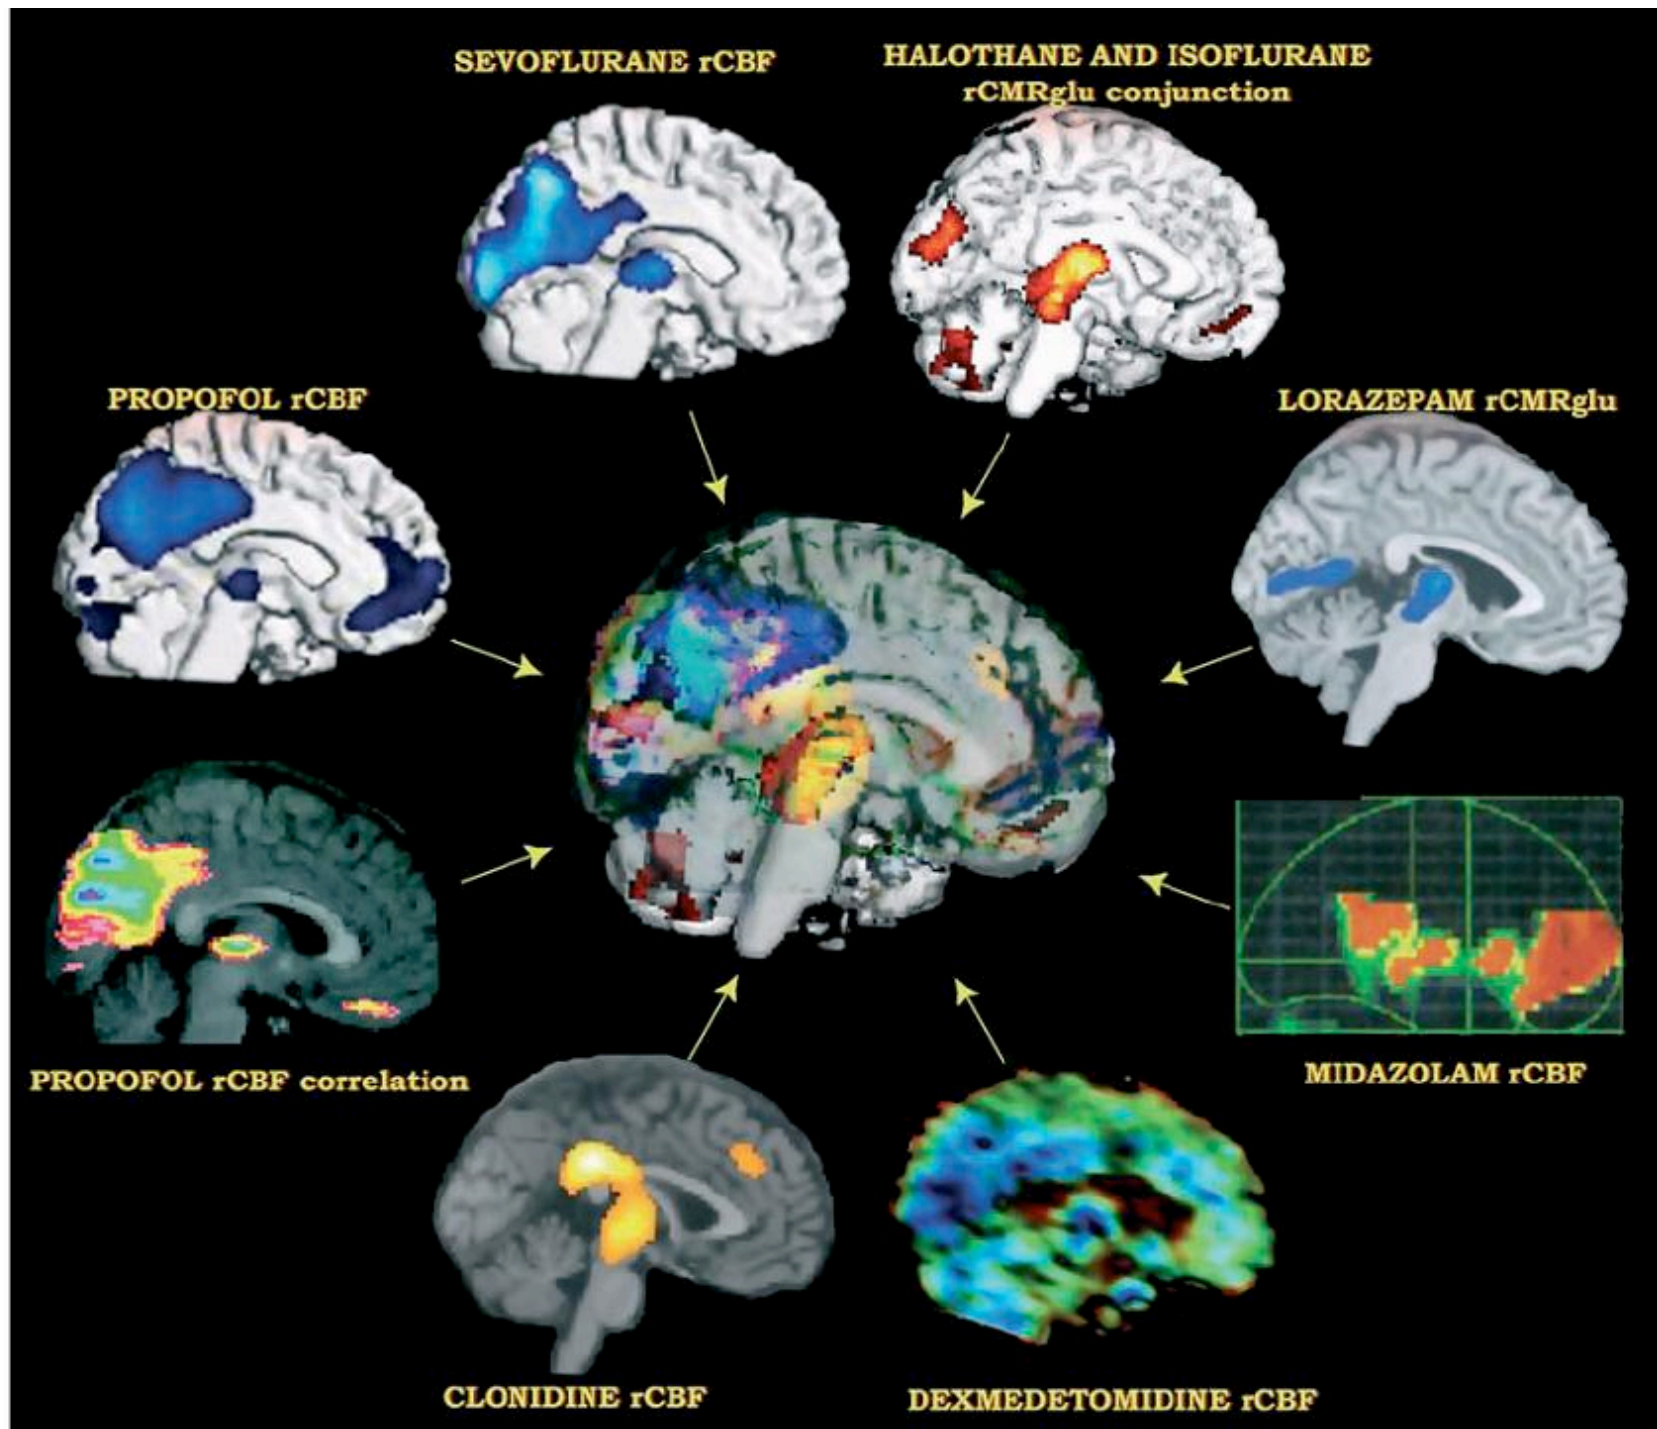 SEVOFLURANE rCBF
HALOTHANE AND ISOFLURANE
rCMRglu conjunction
PROPOFOL rCBF
LORAZEPAM rCMRglu
PROPOFOL rCBF correlation
MIDAZOLAM rCBF
CLONIDINE rCBF
DEXMEDETOMIDINE rCBF